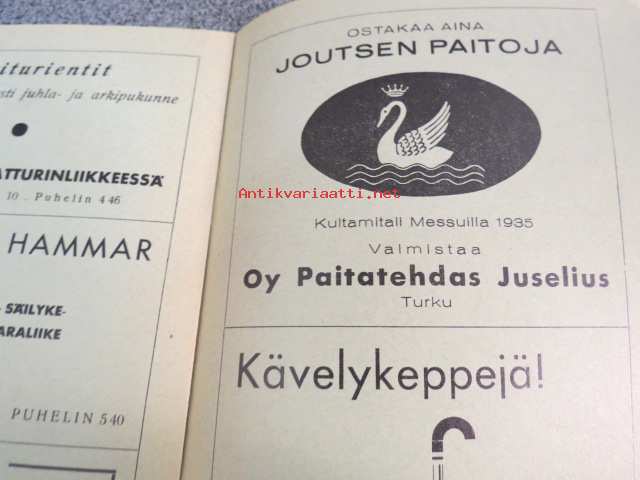 iturientit
sti juhla- ja arkipukunne
ATTURINLIIKKEESSÄ
10 . Puhelin 446
HAMMAR
- SÄILYKE-
ARALIIKE
PUHELIN 540
OSTAKAA AINA
JOUTSEN PAITOJA
Antikvariaatti.net
Kultamitali Messuilla 1935
Valmistaa
Oy Paitatehdas Juselius
Turku
Kävelykeppejä!